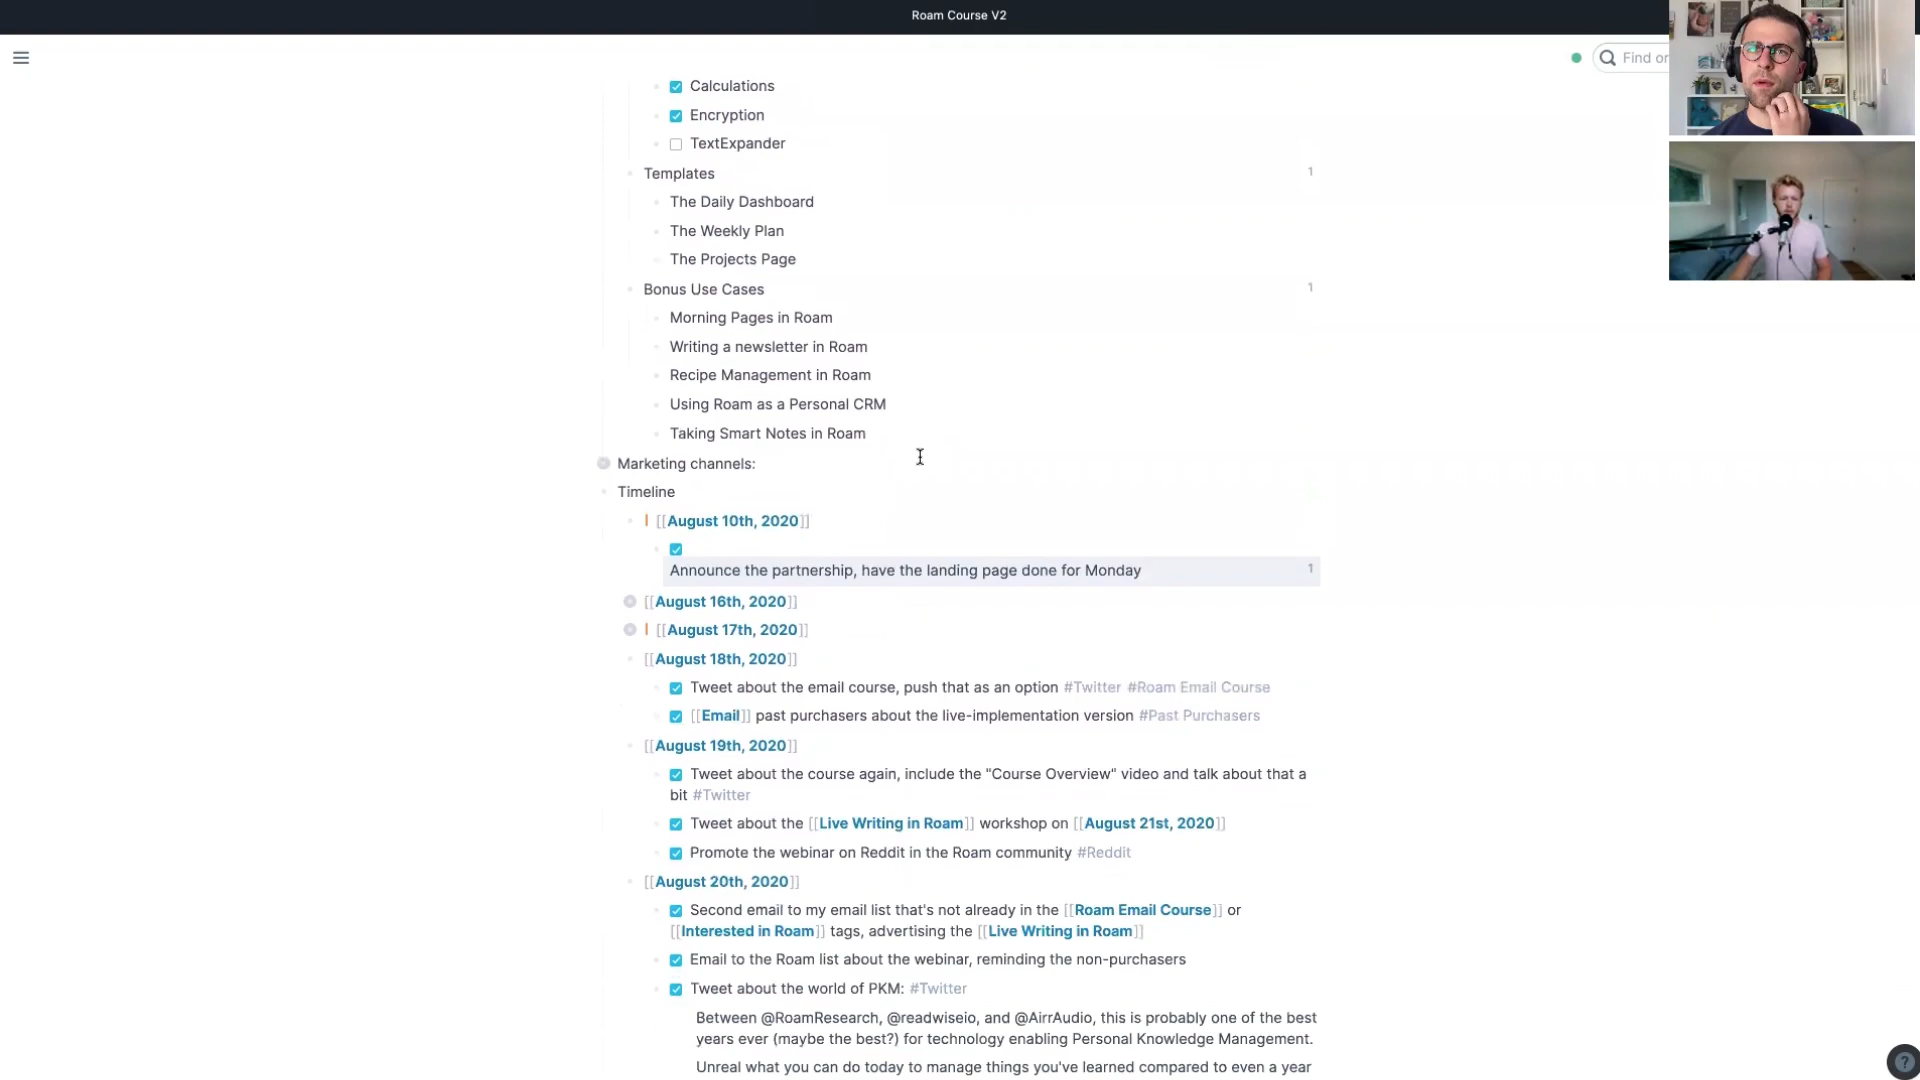 Roam Course V2
Find or
Calculations
Encryption
TextExpander
Templates 1
The Daily Dashboard
The Weekly Plan
The Projects Page
Bonus Use Cases 1
Morning Pages in Roam
Writing a newsletter in Roam
Recipe Management in Roam
Using Roam as a Personal CRM
Taking Smart Notes in Roam
Marketing channels:
Timeline
| [[August 10th, 2020]]
Announce the partnership, have the landing page done for Monday 1
[[August 16th, 2020]]
| [[August 17th, 2020]]
[[August 18th, 2020]]
Tweet about the email course, push that as an option #Twitter #Roam Email Course
[[Email]] past purchasers about the live-implementation version #Past Purchasers
[[August 19th, 2020]]
Tweet about the course again, include the "Course Overview" video and talk about that a
bit #Twitter
Tweet about the [[Live Writing in Roam]] workshop on [[August 21st, 2020]]
Promote the webinar on Reddit in the Roam community #Reddit
[[August 20th, 2020]]
Second email to my email list that's not already in the [[Roam Email Course]] or
[[Interested in Roam]] tags, advertising the [[Live Writing in Roam]]
Email to the Roam list about the webinar, reminding the non-purchasers
Tweet about the world of PKM: #Twitter
Between @RoamResearch, @readwiseio, and @AirrAudio, this is probably one of the best
years ever (maybe the best?) for technology enabling Personal Knowledge Management.
Unreal what you can do today to manage things you've learned compared to even a year
?